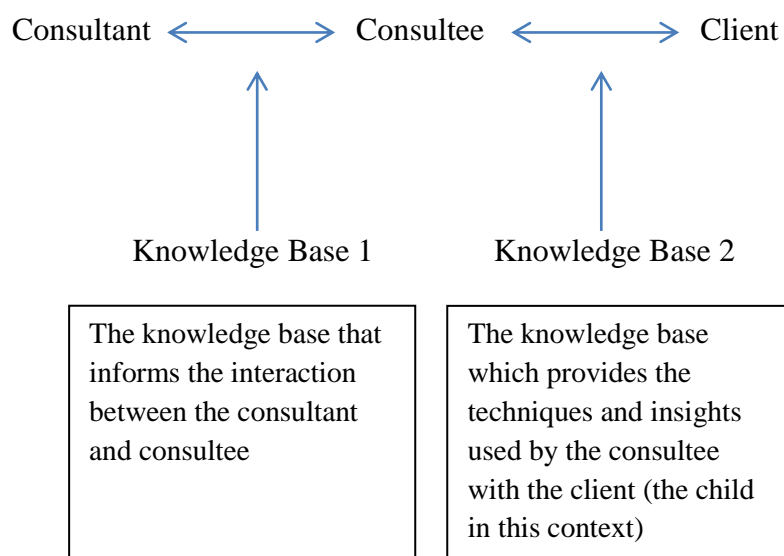 Consultant Consultee Client
Knowledge Base 1 Knowledge Base 2
The knowledge base that
informs the interaction
between the consultant
and consultee
The knowledge base
which provides the
techniques and insights
used by the consultee
with the client (the child
in this context)